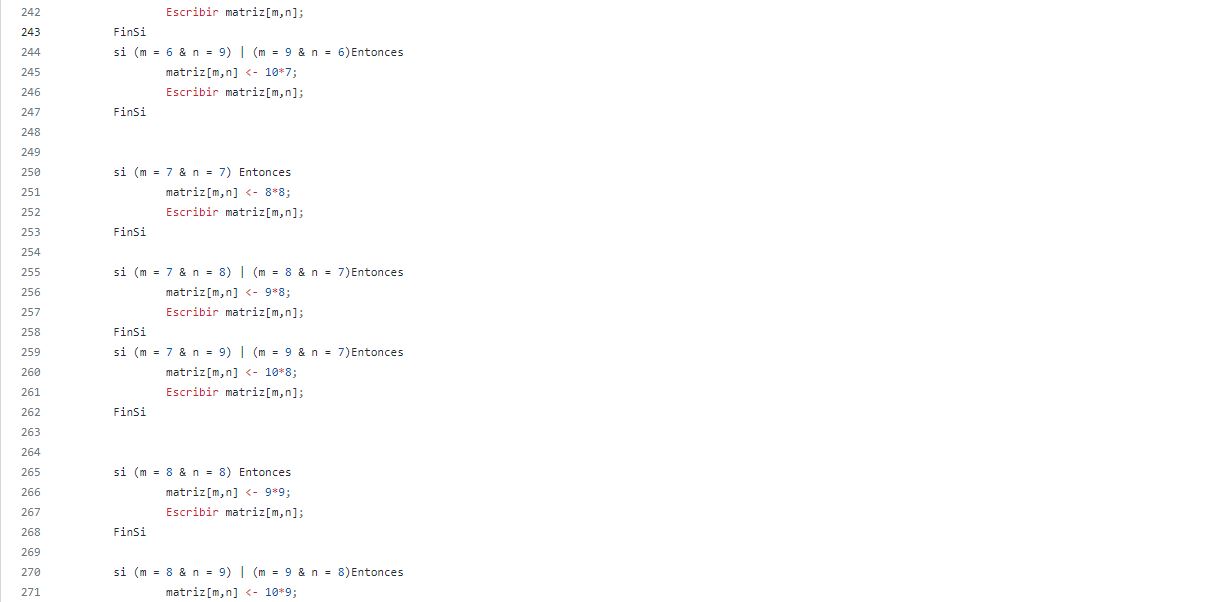 242 Escribir matriz[m,n];
243 FinSi
244 si (m = 6 & n = 9) | (m = 9 & n = 6)Entonces
245 matriz[m,n] <- 10*7;
246 Escribir matriz[m,n];
247 FinSi
248
249
250 si (m = 7 & n = 7) Entonces
251 matriz[m,n] <- 8*8;
252 Escribir matriz[m,n];
253 FinSi
254
255 si (m = 7 & n = 8) | (m = 8 & n = 7)Entonces
256 matriz[m,n] <- 9*8;
257 Escribir matriz[m,n];
258 FinSi
259 si (m = 7 & n = 9) | (m = 9 & n = 7)Entonces
260 matriz[m,n] <- 10*8;
261 Escribir matriz[m,n];
262 FinSi
263
264
265 si (m = 8 & n = 8) Entonces
266 matriz[m,n] <- 9*9;
267 Escribir matriz[m,n];
268 FinSi
269
270 si (m = 8 & n = 9) | (m = 9 & n = 8)Entonces
271 matriz[m,n] <- 10*9;